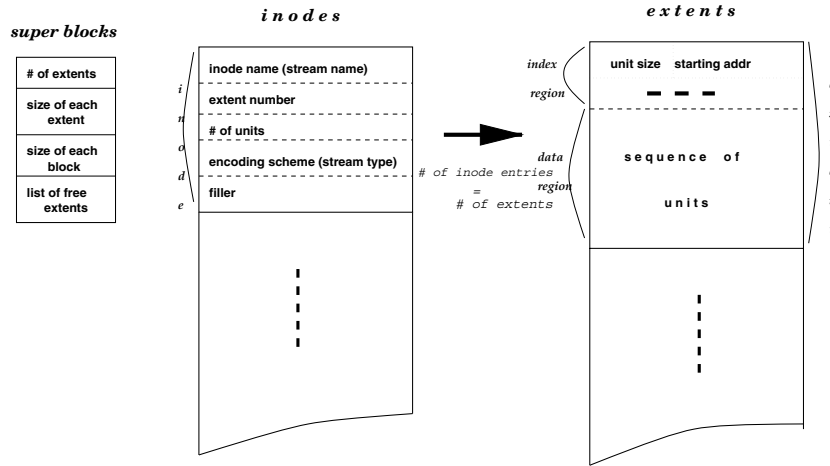 super blocks
# of extents
size of each
extent
size of each
block
list of free
extents
inodes
inode
inode name (stream name)
extent number
# of units
encoding scheme (stream type)
filler
# of inode entries
=
# of extents
extents
index
region
unit size starting addr
data
region
sequence of
units